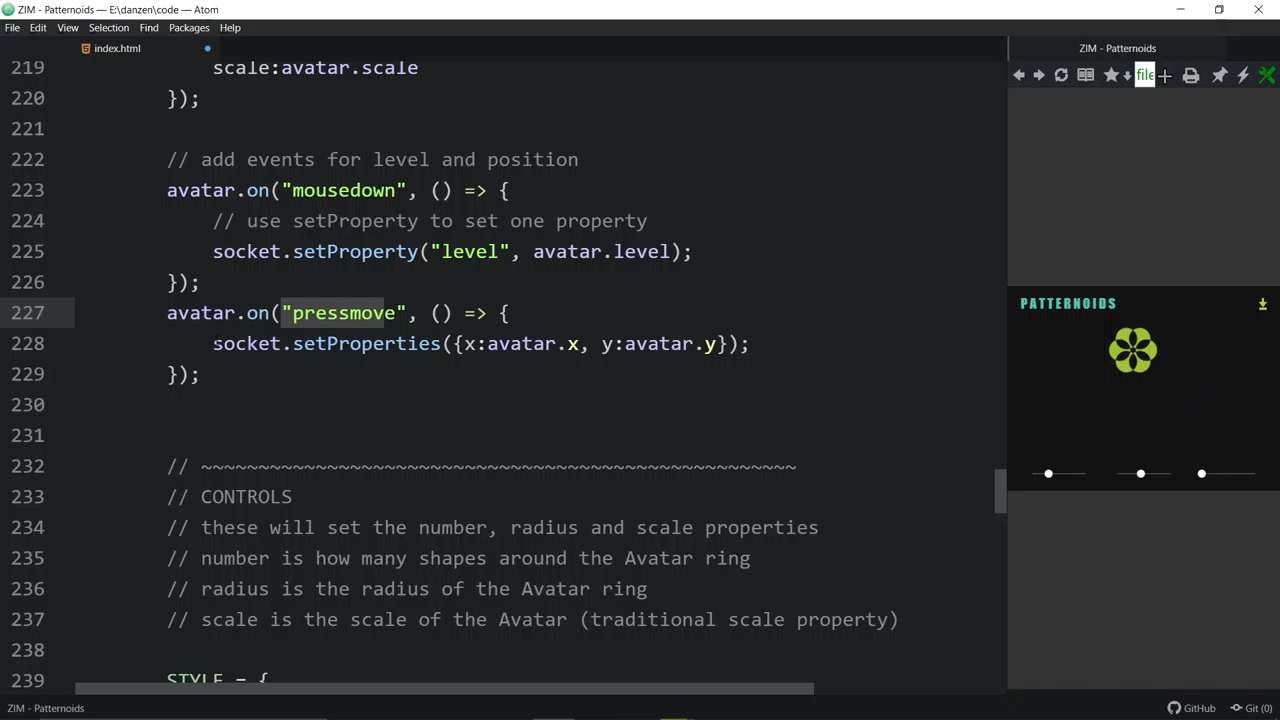 ZIM - Patternoids — E:\danzen\code — Atom
File Edit View Selection Find Packages Help
index.html
ZIM - Patternoids
file
219 scale:avatar.scale
220 });
221
222 // add events for level and position
223 avatar.on("mousedown", () => {
224 // use setProperty to set one property
225 socket.setProperty("level", avatar.level);
226 });
227 avatar.on("pressmove", () => {
228 socket.setProperties({x:avatar.x, y:avatar.y});
229 });
230
231
232 // ~~~~~~~~~~~~~~~~~~~~~~~~~~~~~~~~~~~~~~~~~~~~~~~~~~~~
233 // CONTROLS
234 // these will set the number, radius and scale properties
235 // number is how many shapes around the Avatar ring
236 // radius is the radius of the Avatar ring
237 // scale is the scale of the Avatar (traditional scale property)
238
239 STYLE = {
PATTERNOIDS
ZIM - Patternoids
GitHub
Git (0)